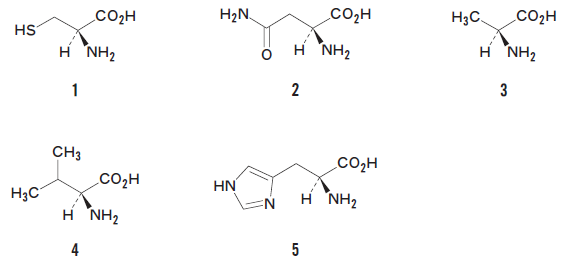 HS CO₂H H NH₂
1
H₂N CO₂H O H NH₂
2
H₃C CO₂H H NH₂
3
CH₃ H₃C CO₂H H NH₂
4
HN N CO₂H H NH₂
5